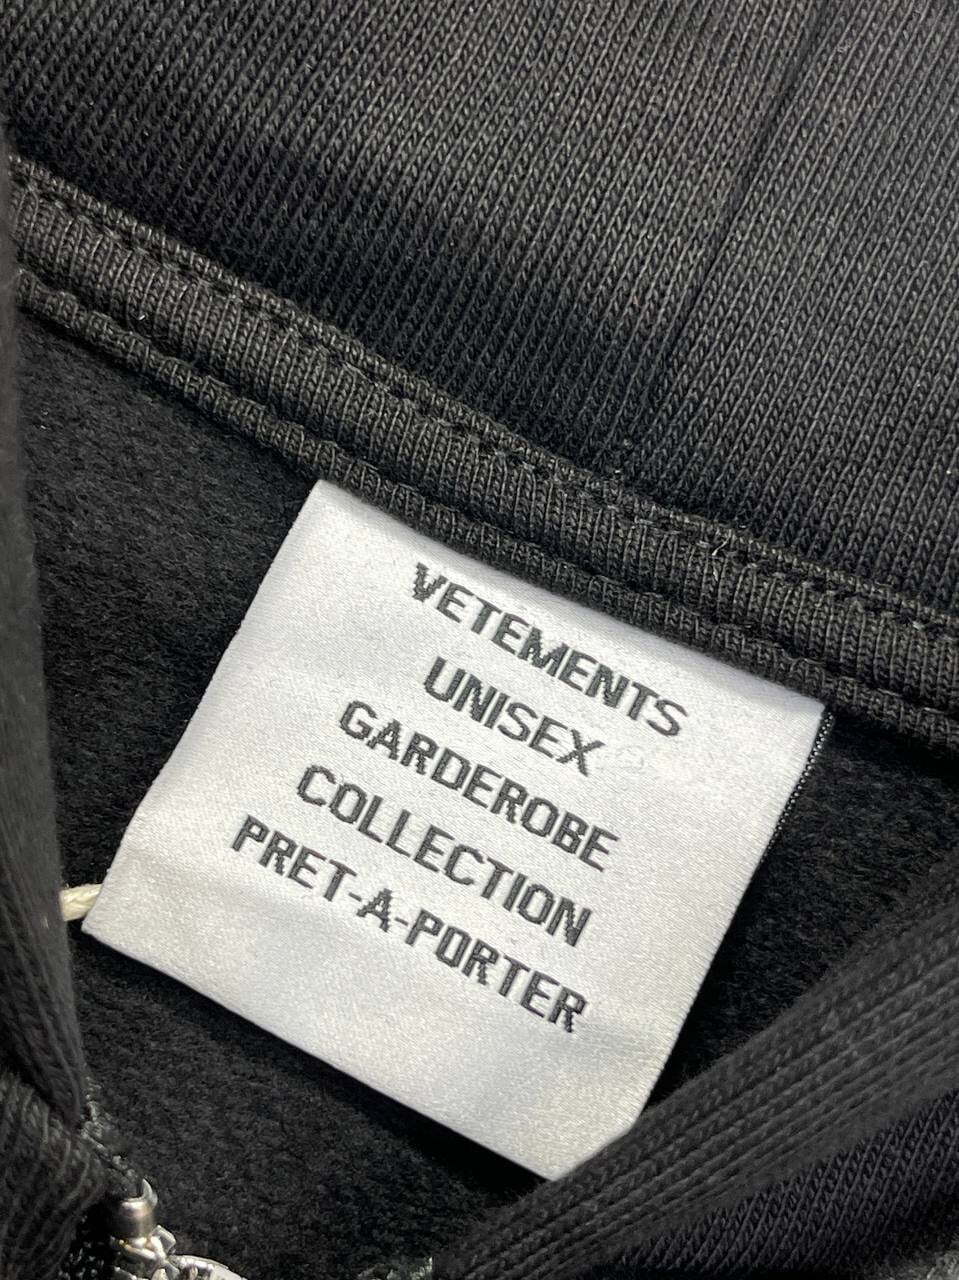 VETEMENTS
UNISEX
GARDEROBE
COLLECTION
PRET-A-PORTER